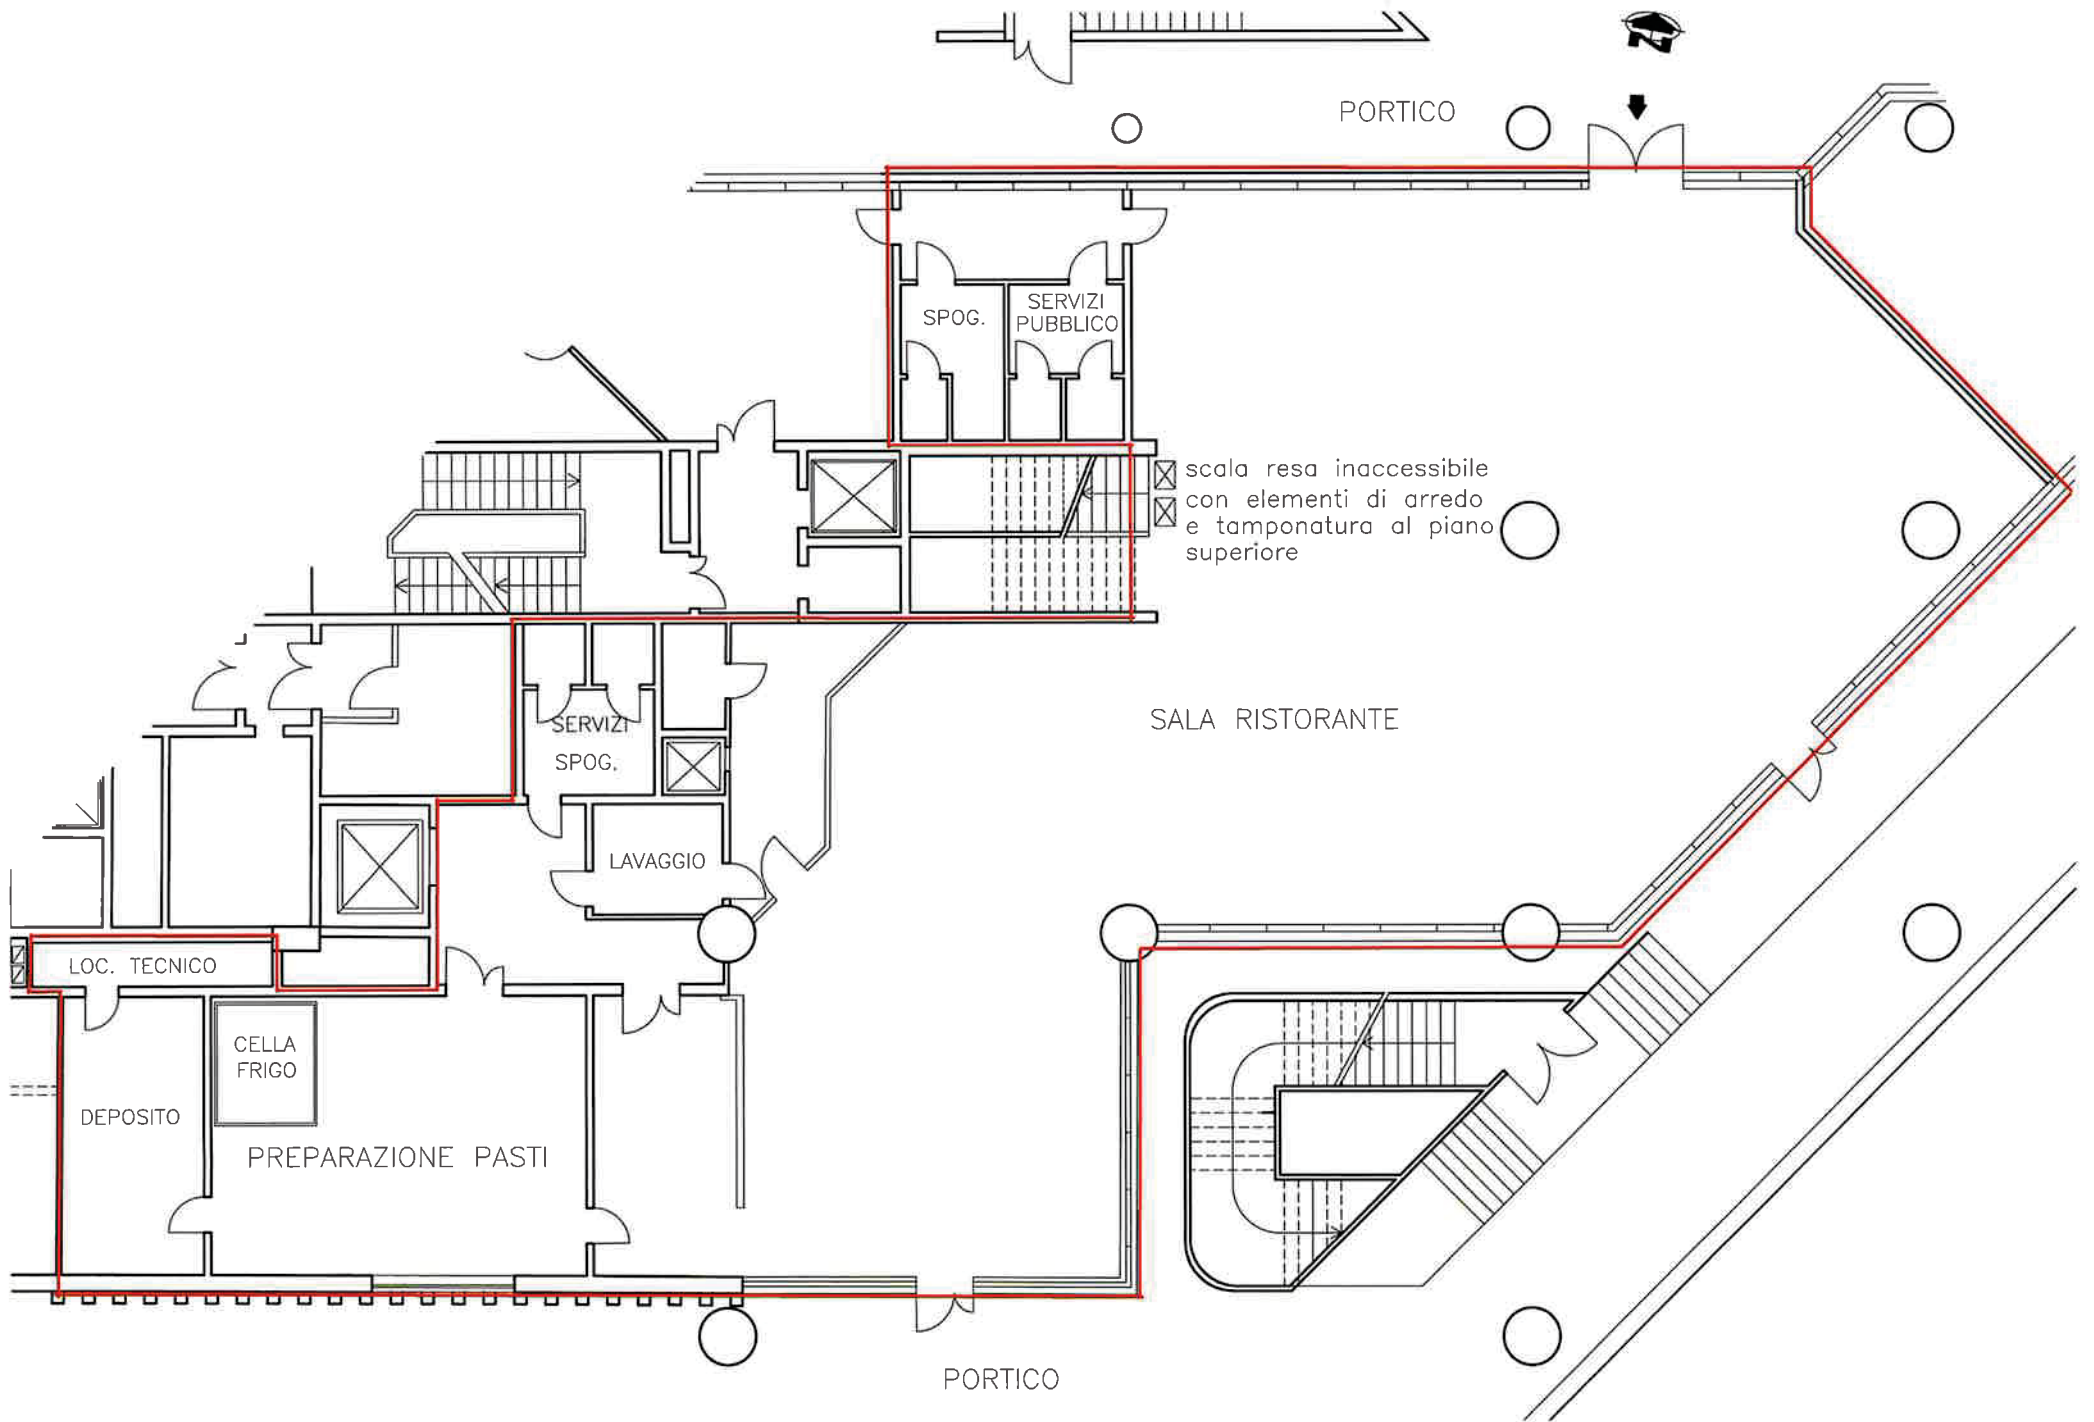 PORTICO
SPOG.
SERVIZI
PUBBLICO
scala resa inaccessibile
con elementi di arredo
e tamponatura al piano
superiore
SALA RISTORANTE
SERVIZI
SPOG.
LAVAGGIO
LOC. TECNICO
CELLA
FRIGO
DEPOSITO
PREPARAZIONE PASTI
PORTICO